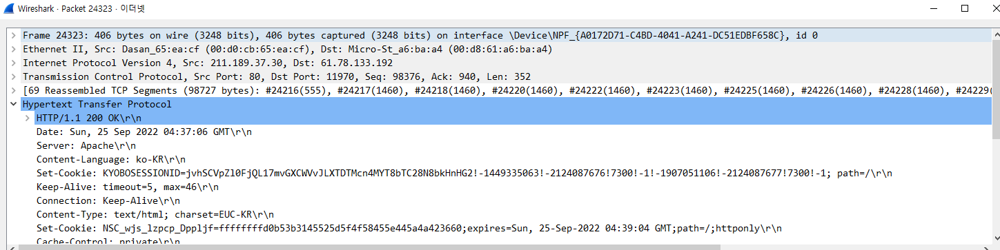 Wireshark · Packet 24323 · 이더넷
Frame 24323: 406 bytes on wire (3248 bits), 406 bytes captured (3248 bits) on interface \Device\NPF_{A0172D71-C4BD-4041-A241-DC51EDBF658C}, id 0
Ethernet II, Src: Dasan_65:ea:cf (00:d0:cb:65:ea:cf), Dst: Micro-St_a6:ba:a4 (00:d8:61:a6:ba:a4)
Internet Protocol Version 4, Src: 211.189.37.30, Dst: 61.78.133.192
Transmission Control Protocol, Src Port: 80, Dst Port: 11970, Seq: 98376, Ack: 940, Len: 352
[69 Reassembled TCP Segments (98727 bytes): #24216(555), #24217(1460), #24218(1460), #24220(1460), #24222(1460), #24223(1460), #24225(1460), #24226(1460), #24228(1460), #24229(
Hypertext Transfer Protocol
HTTP/1.1 200 OK\r\n
Date: Sun, 25 Sep 2022 04:37:06 GMT\r\n
Server: Apache\r\n
Content-Language: ko-KR\r\n
Set-Cookie: KYOBOSESSIONID=jvhSCVpZl0FjQL17mvGXCWVvJLXTDTMcn4MYT8bTC28N8bkHnHG2!-1449335063!-2124087676!7300!-1!-1907051106!-2124087677!7300!-1; path=/\r\n
Keep-Alive: timeout=5, max=46\r\n
Connection: Keep-Alive\r\n
Content-Type: text/html; charset=EUC-KR\r\n
Set-Cookie: NSC_wjs_lzpcp_Dppljf=ffffffffd0b53b3145525d5f4f58455e445a4a423660;expires=Sun, 25-Sep-2022 04:39:04 GMT;path=/;httponly\r\n
Cache-Control: private\r\n